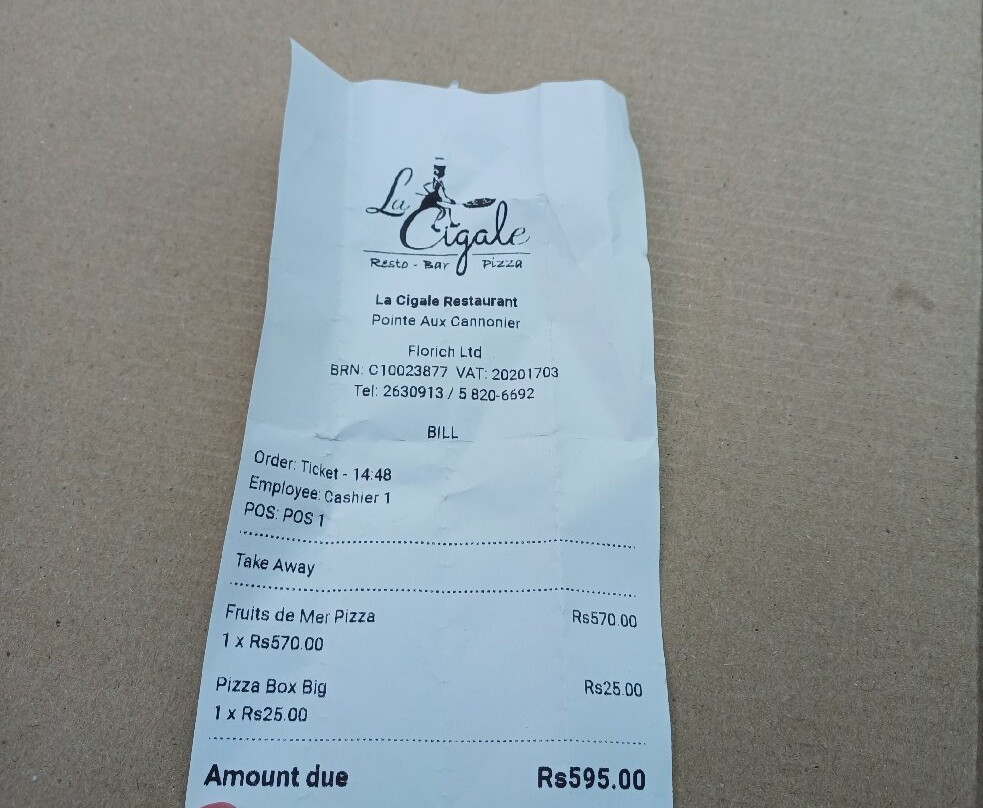 La Cigale
Resto - Bar Pizza
La Cigale Restaurant
Pointe Aux Cannonier
Florich Ltd
BRN: C10023877 VAT: 20201703
Tel: 2630913 / 5 820-6692
BILL
Order: Ticket - 14:48
Employee: Cashier 1
POS: POS 1
Take Away
Fruits de Mer Pizza Rs570.00
1 x Rs570.00
Pizza Box Big Rs25.00
1 x Rs25.00
Amount due Rs595.00